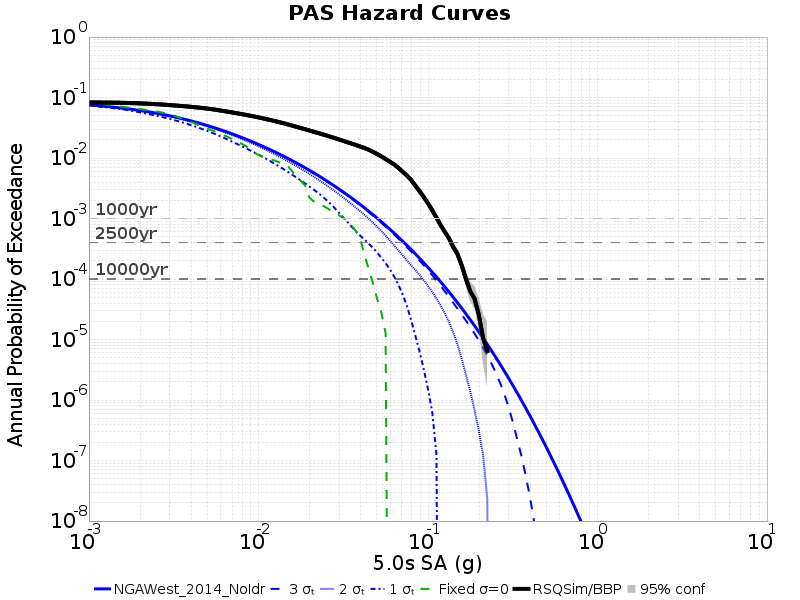 PAS Hazard Curves
Annual Probability of Exceedance
10^0
10^-1
10^-2
10^-3
10^-4
10^-5
10^-6
10^-7
10^-8
1000yr
2500yr
10000yr
10^-3 10^-2 10^-1 10^0 10^1
5.0s SA (g)
NGAWest_2014_NoIdr 3 σₜ 2 σₜ 1 σₜ Fixed σ=0 RSQSim/BBP 95% conf